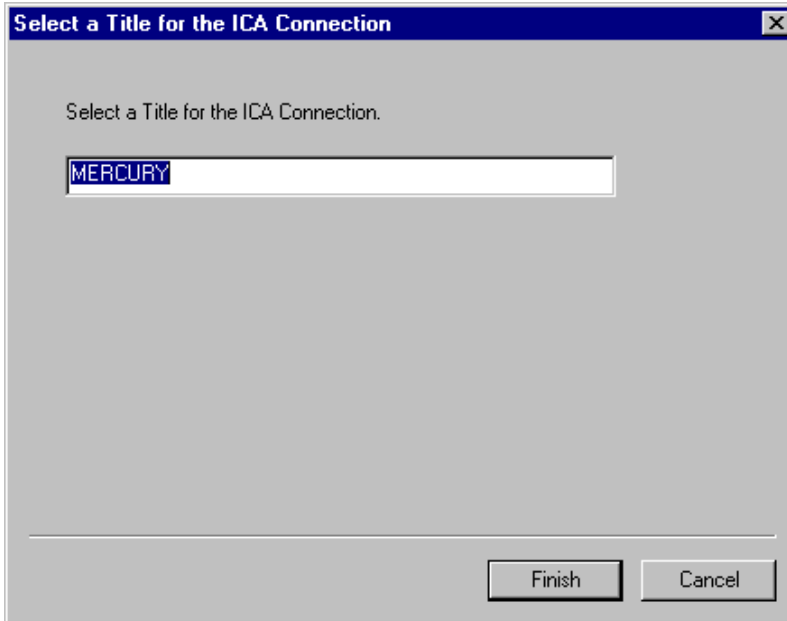 Select a Title for the ICA Connection
Select a Title for the ICA Connection.
MERCURY
Finish
Cancel